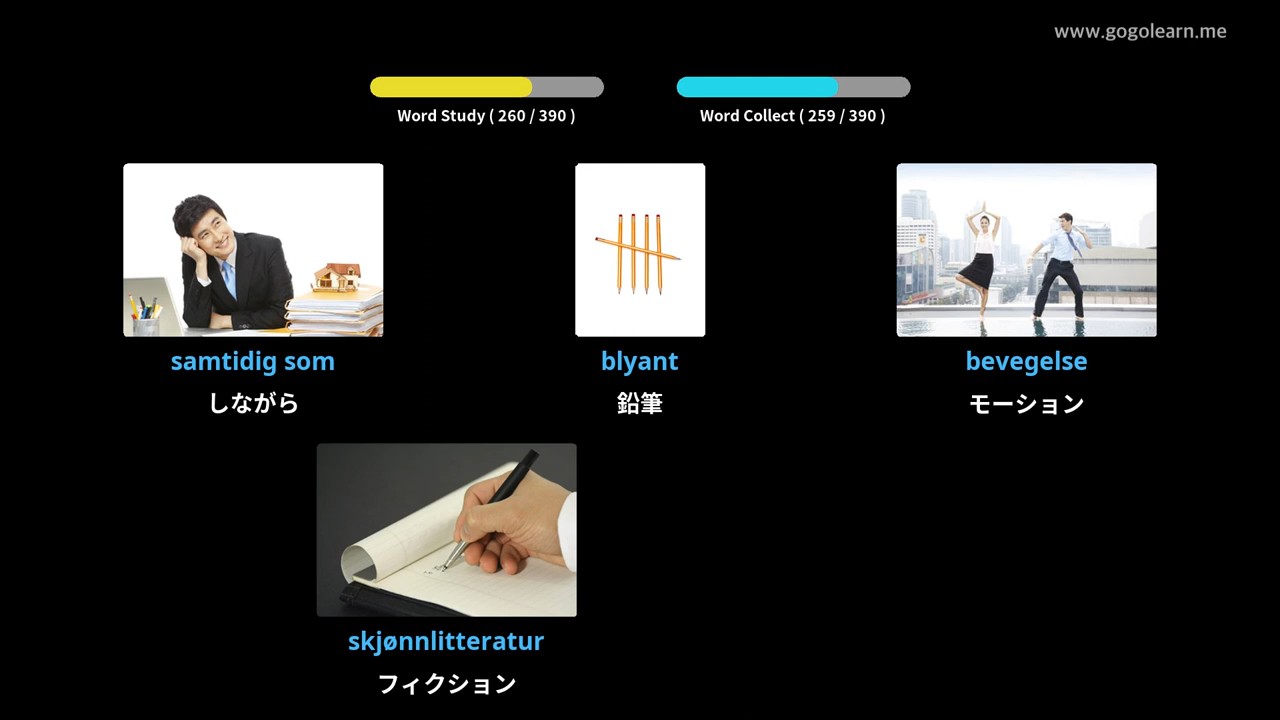 www.gogolearn.me
Word Study ( 260 / 390 )
Word Collect ( 259 / 390 )
samtidig som
しながら
blyant
鉛筆
bevegelse
モーション
skjønnlitteratur
フィクション